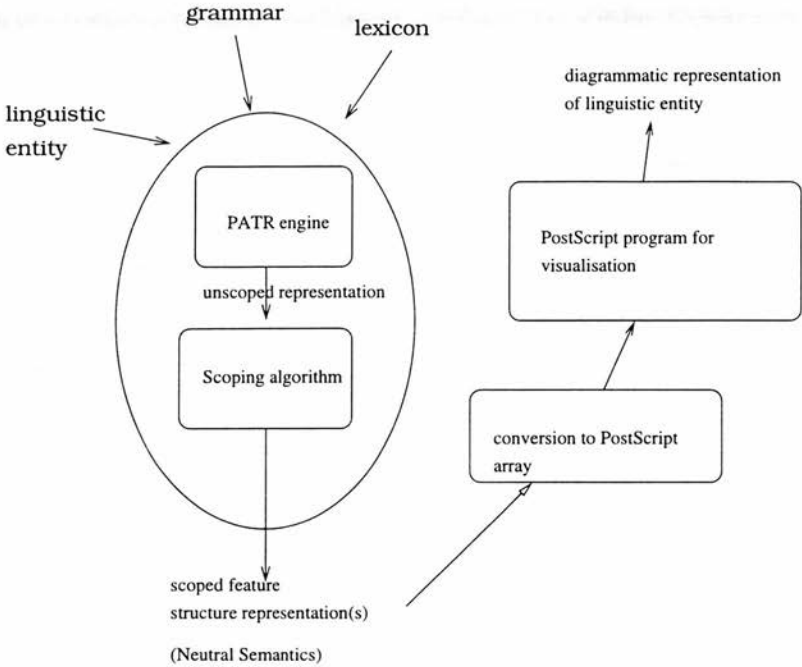 grammar
lexicon
linguistic
entity
PATR engine
unscoped representation
Scoping algorithm
scoped feature
structure representation(s)
(Neutral Semantics)
conversion to PostScript
array
PostScript program for
visualisation
diagrammatic representation
of linguistic entity